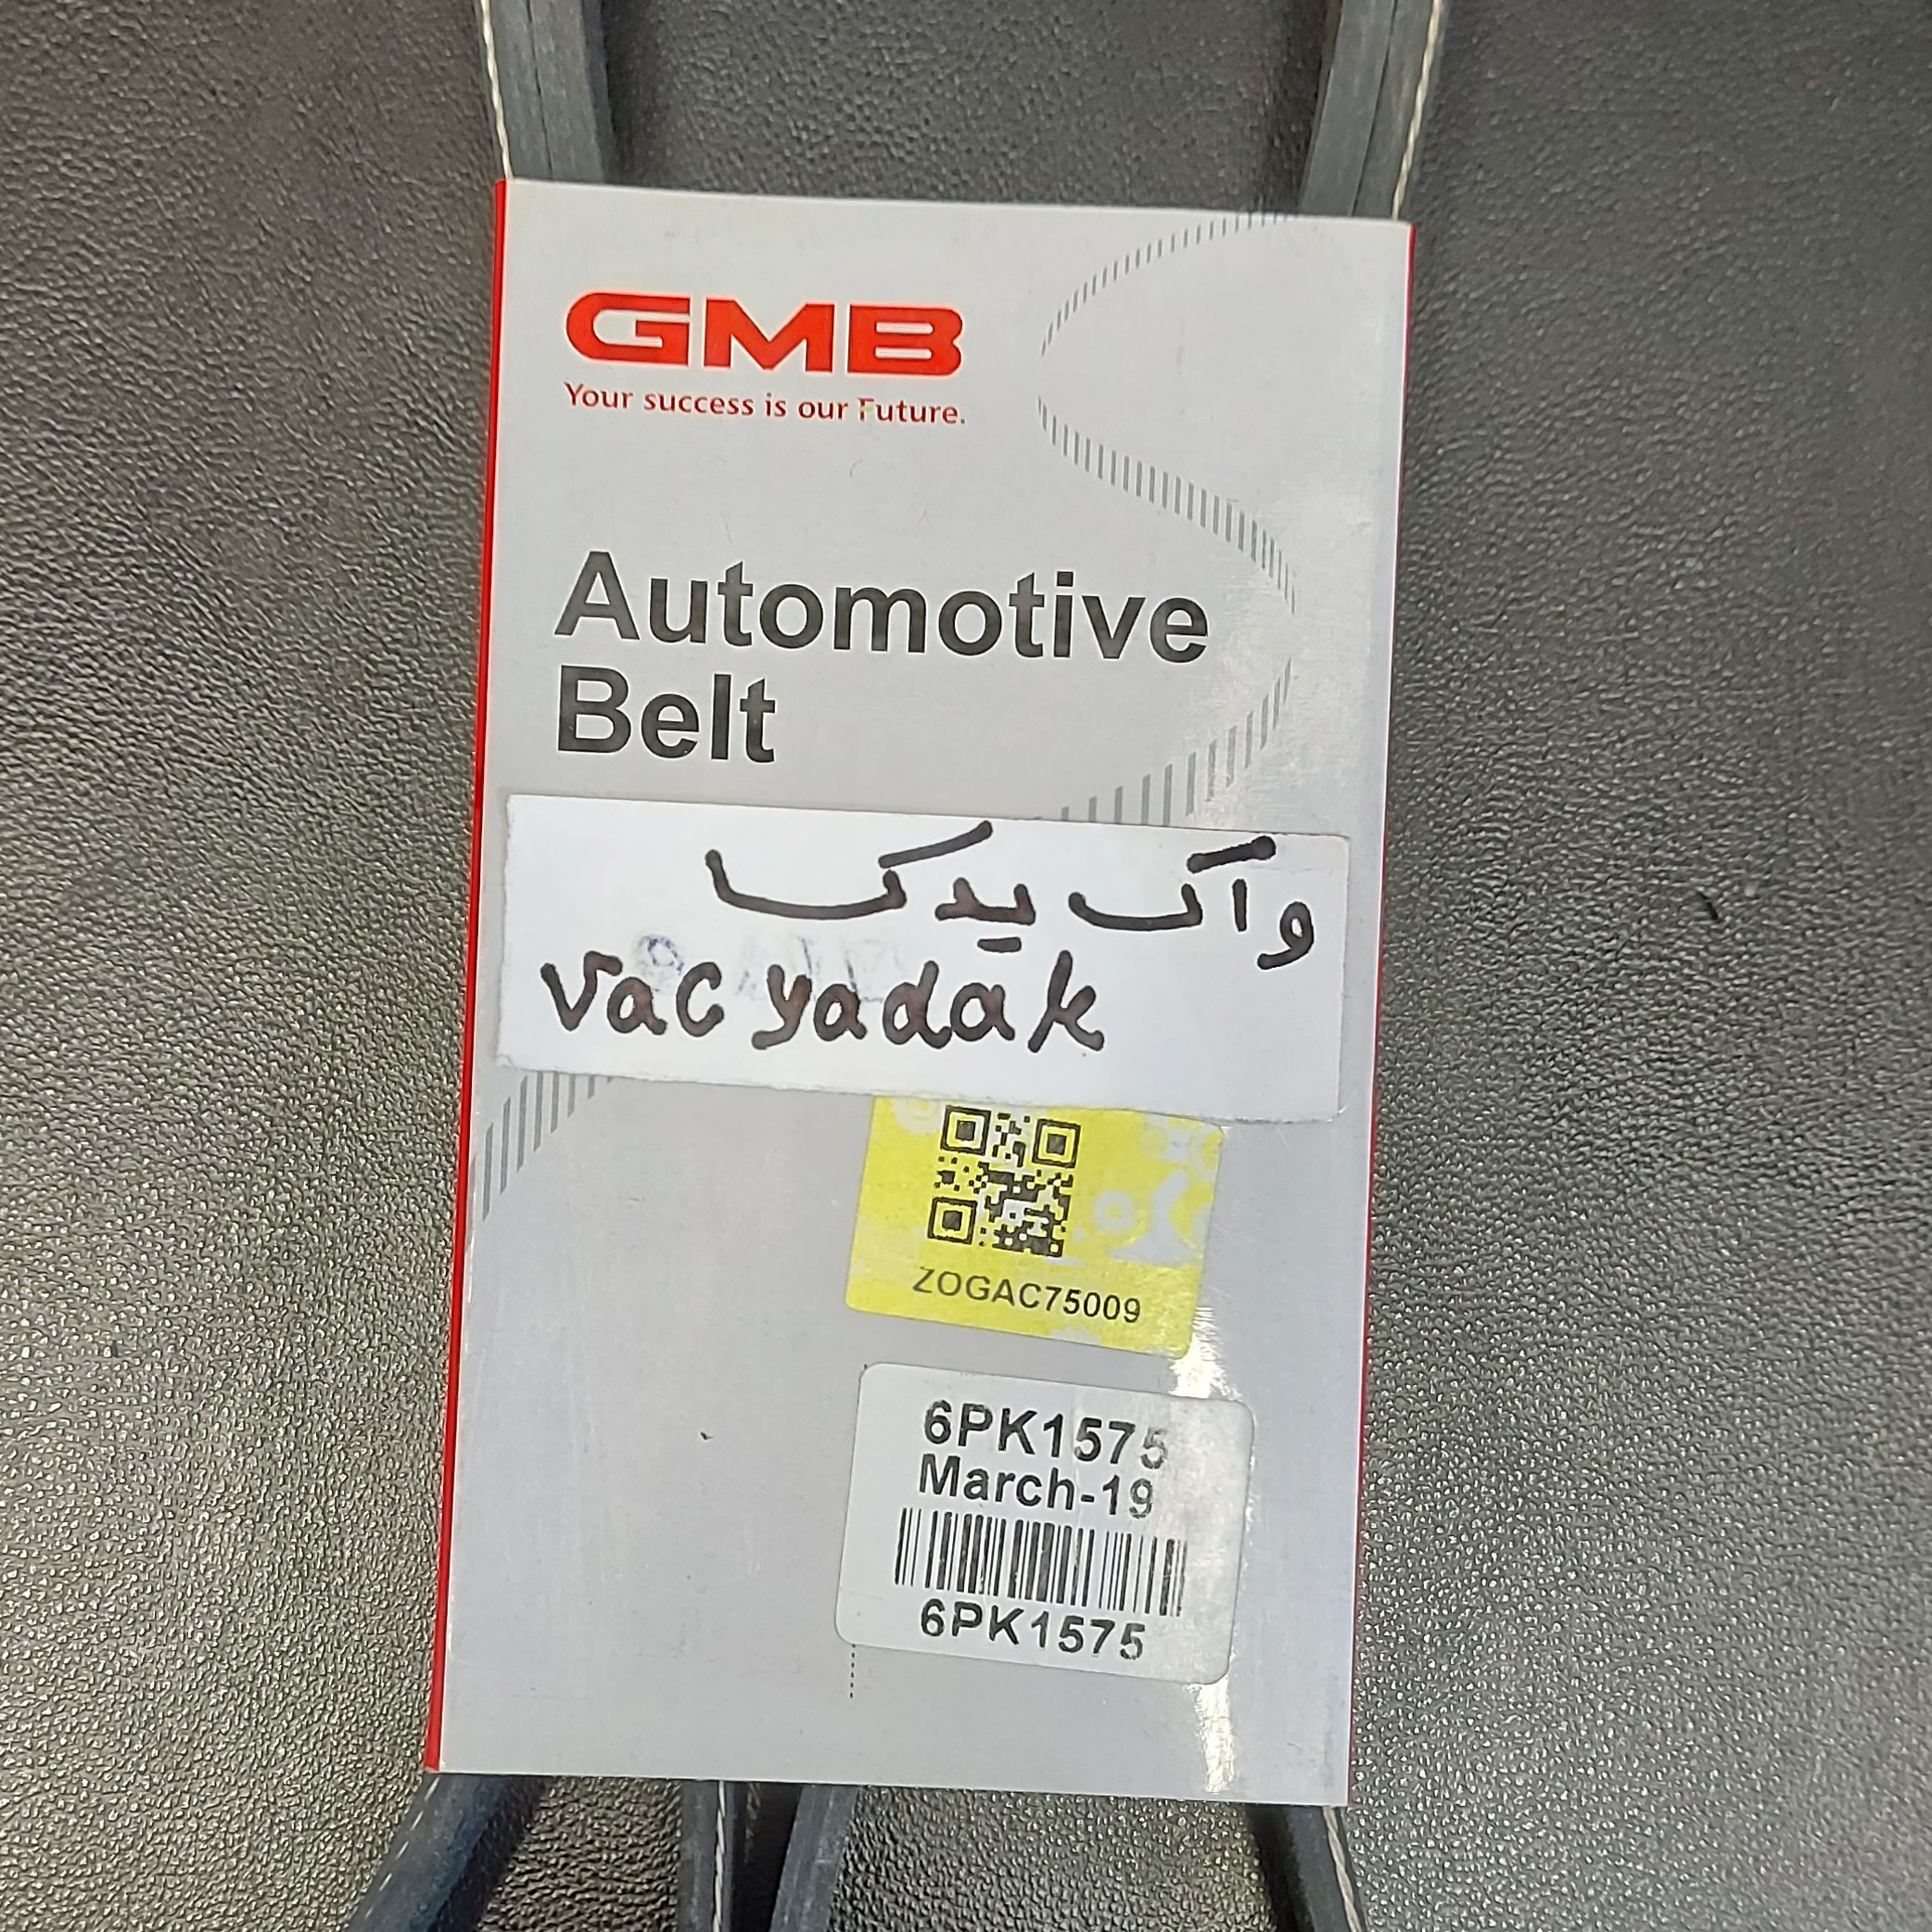 GMB
Your success is our Future.
Automotive
Belt
واک یدک
vac yadak
ZOGAC75009
6PK1575
March-19
6PK1575